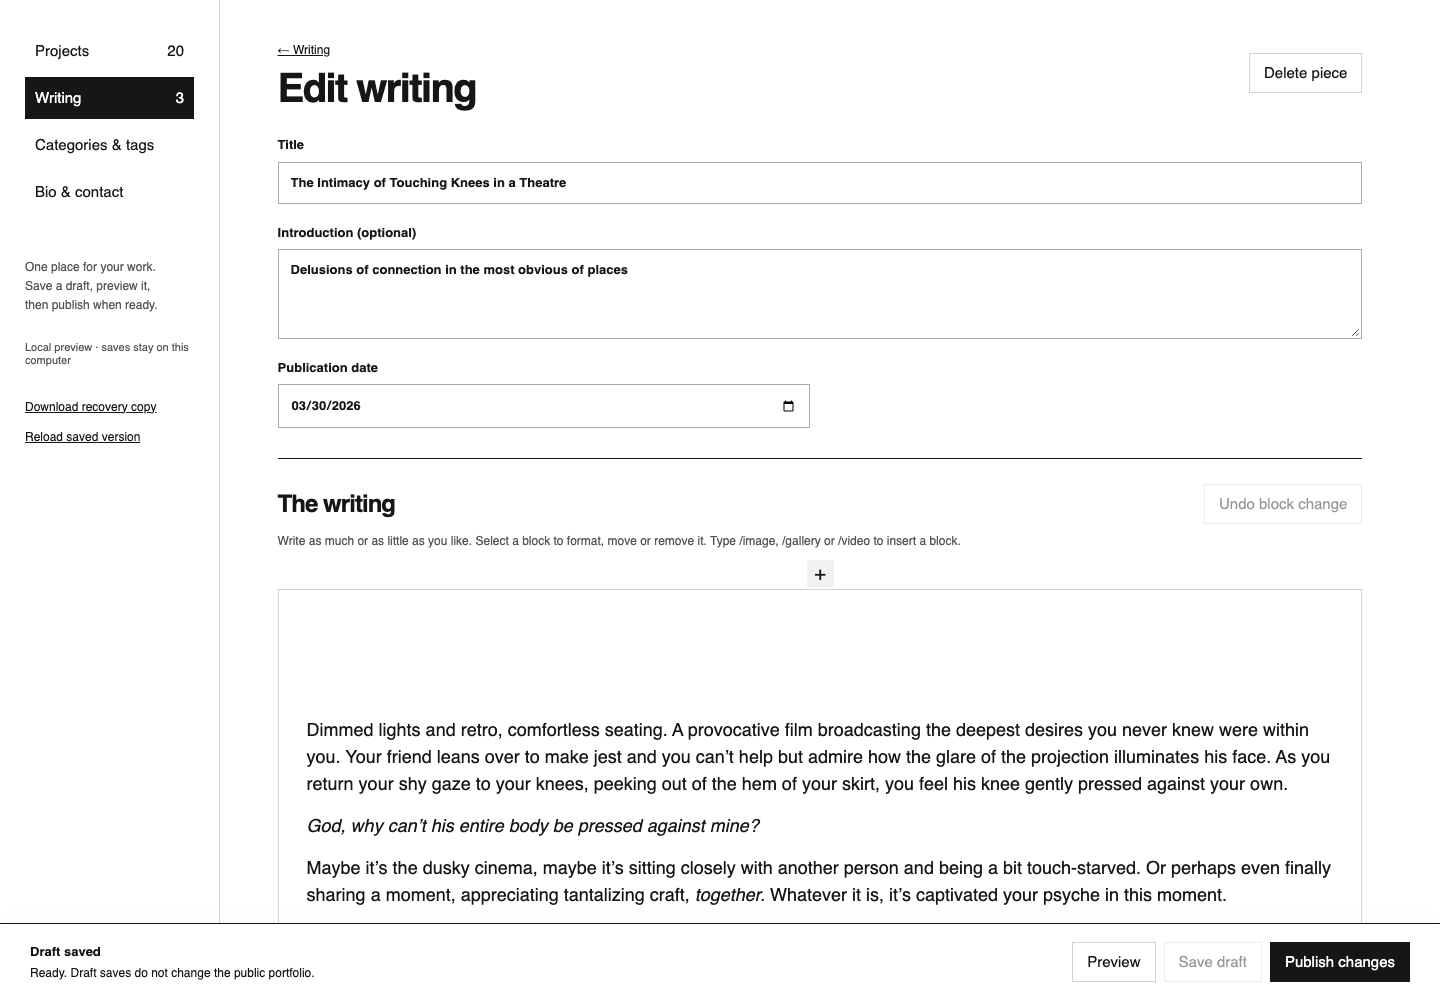 Projects 20
Writing 3
Categories & tags
Bio & contact
One place for your work.
Save a draft, preview it,
then publish when ready.
Local preview · saves stay on this
computer
Download recovery copy
Reload saved version
← Writing
Edit writing
Delete piece
Title
The Intimacy of Touching Knees in a Theatre
Introduction (optional)
Delusions of connection in the most obvious of places
Publication date
03/30/2026
The writing
Undo block change
Write as much or as little as you like. Select a block to format, move or remove it. Type /image, /gallery or /video to insert a block.
+
Dimmed lights and retro, comfortless seating. A provocative film broadcasting the deepest desires you never knew were within
you. Your friend leans over to make jest and you can’t help but admire how the glare of the projection illuminates his face. As you
return your shy gaze to your knees, peeking out of the hem of your skirt, you feel his knee gently pressed against your own.
God, why can’t his entire body be pressed against mine?
Maybe it’s the dusky cinema, maybe it’s sitting closely with another person and being a bit touch-starved. Or perhaps even finally
sharing a moment, appreciating tantalizing craft, together. Whatever it is, it’s captivated your psyche in this moment.
Draft saved
Ready. Draft saves do not change the public portfolio.
Preview
Save draft
Publish changes